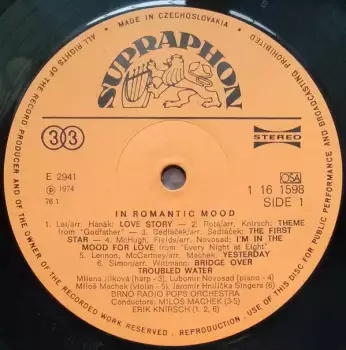 MADE IN CZECHOSLOVAKIA
ALL RIGHTS OF THE RECORD PRODUCER AND OF THE OWNER OF THE WORK RESERVED . REPRODUCTION . USE OF THIS DISC FOR PUBLIC PERFORMANCE AND BROADCASTING PROHIBITED
SUPRAPHON
33
STEREO
E 2941
℗ 1974
76.1
OSA
1 16 1598
SIDE 1
IN ROMANTIC MOOD
1. Lai/arr. Hanák: LOVE STORY - 2. Rota/arr. Knirsch: THEME
from "Godfather" - 3. Sedláček/arr. Sedláček: THE FIRST
STAR - 4. McHugh, Fields/arr. Novosad: I'M IN THE
MOOD FOR LOVE from "Every Night at Eight"
5. Lennon, McCartney/arr. Machek: YESTERDAY
6. Simon/arr. Wittmann: BRIDGE OVER
TROUBLED WATER
Milena Jílková (harp - 3), Lubomír Novosad (piano - 4)
Miloš Machek (violin - 5), Jaromír Hnilička Singers (6)
BRNO RADIO POPS ORCHESTRA
Conductors: MILOŠ MACHEK (3-5)
ERIK KNIRSCH (1, 2, 6)